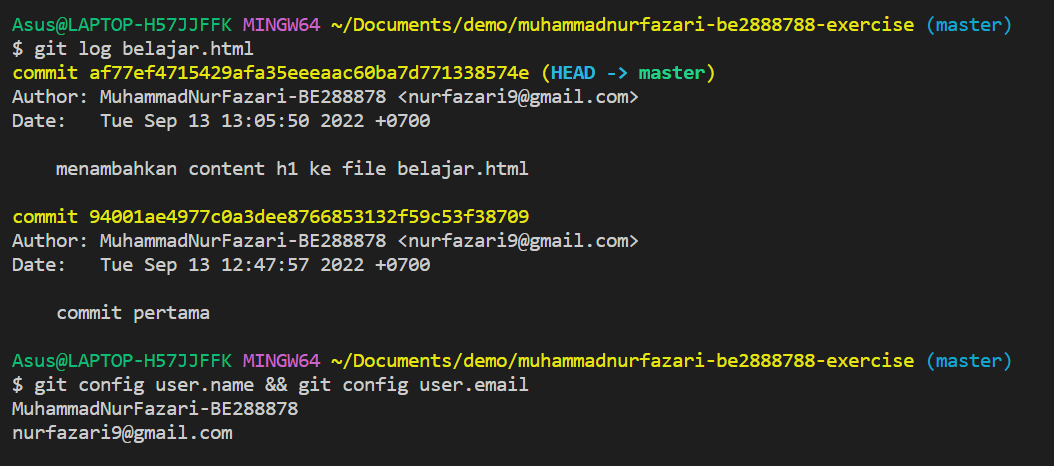 Asus@LAPTOP-H57JJFFK MINGW64 ~/Documents/demo/muhammadnurfazari-be2888788-exercise (master)
$ git log belajar.html
commit af77ef4715429afa35eeeaac60ba7d771338574e (HEAD -> master)
Author: MuhammadNurFazari-BE288878 <nurfazari9@gmail.com>
Date:   Tue Sep 13 13:05:50 2022 +0700
    menambahkan content h1 ke file belajar.html
commit 94001ae4977c0a3dee8766853132f59c53f38709
Author: MuhammadNurFazari-BE288878 <nurfazari9@gmail.com>
Date:   Tue Sep 13 12:47:57 2022 +0700
    commit pertama
Asus@LAPTOP-H57JJFFK MINGW64 ~/Documents/demo/muhammadnurfazari-be2888788-exercise (master)
$ git config user.name && git config user.email
MuhammadNurFazari-BE288878
nurfazari9@gmail.com